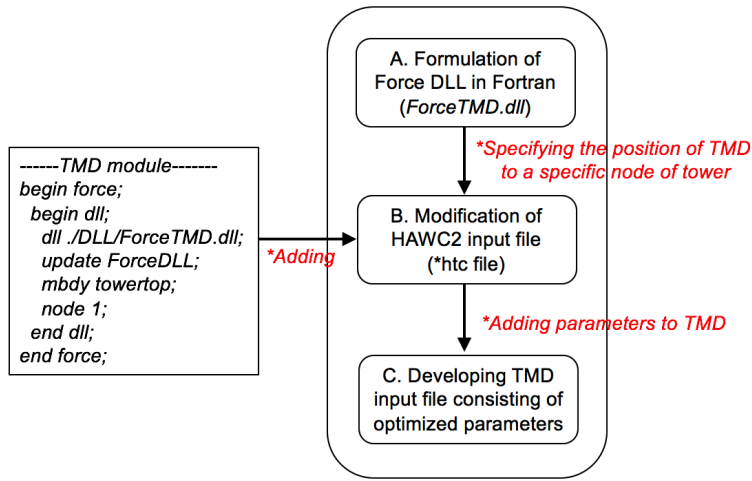 A. Formulation of
Force DLL in Fortran
(ForceTMD.dll)
*Specifying the position of TMD
to a specific node of tower
------TMD module-------
begin force;
begin dll;
dll ./DLL/ForceTMD.dll;
update ForceDLL;
mbdy towertop;
node 1;
end dll;
end force;
*Adding
B. Modification of
HAWC2 input file
(*htc file)
*Adding parameters to TMD
C. Developing TMD
input file consisting of
optimized parameters